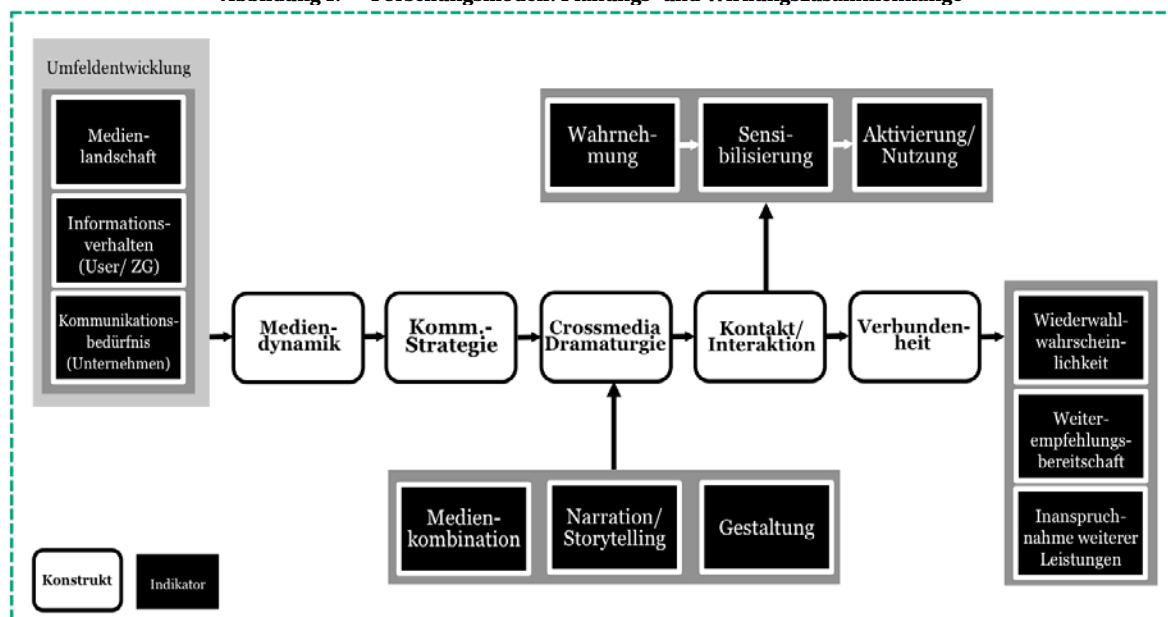 Umfeldentwicklung
Medien-
landschaft
Informations-
verhalten
(User/ ZG)
Kommunikations-
bedürfnis
(Unternehmen)
Medien-
dynamik
Komm.-
Strategie
Crossmedia
Dramaturgie
Kontakt/
Interaktion
Verbunden-
heit
Wahrneh-
mung
Sensi-
bilisierung
Aktivierung/
Nutzung
Medien-
kombination
Narration/
Storytelling
Gestaltung
Wiederwahl-
wahrschein-
lichkeit
Weiter-
empfehlungs-
bereitschaft
Inanspruch-
nahme weiterer
Leistungen
Konstrukt
Indikator